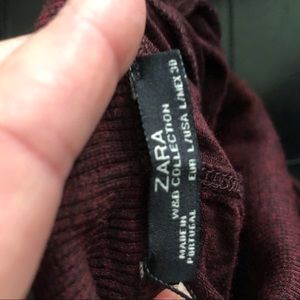 ZARA
W&B COLLECTION
EUR L/USA L/MEX 30
MADE IN
PORTUGAL